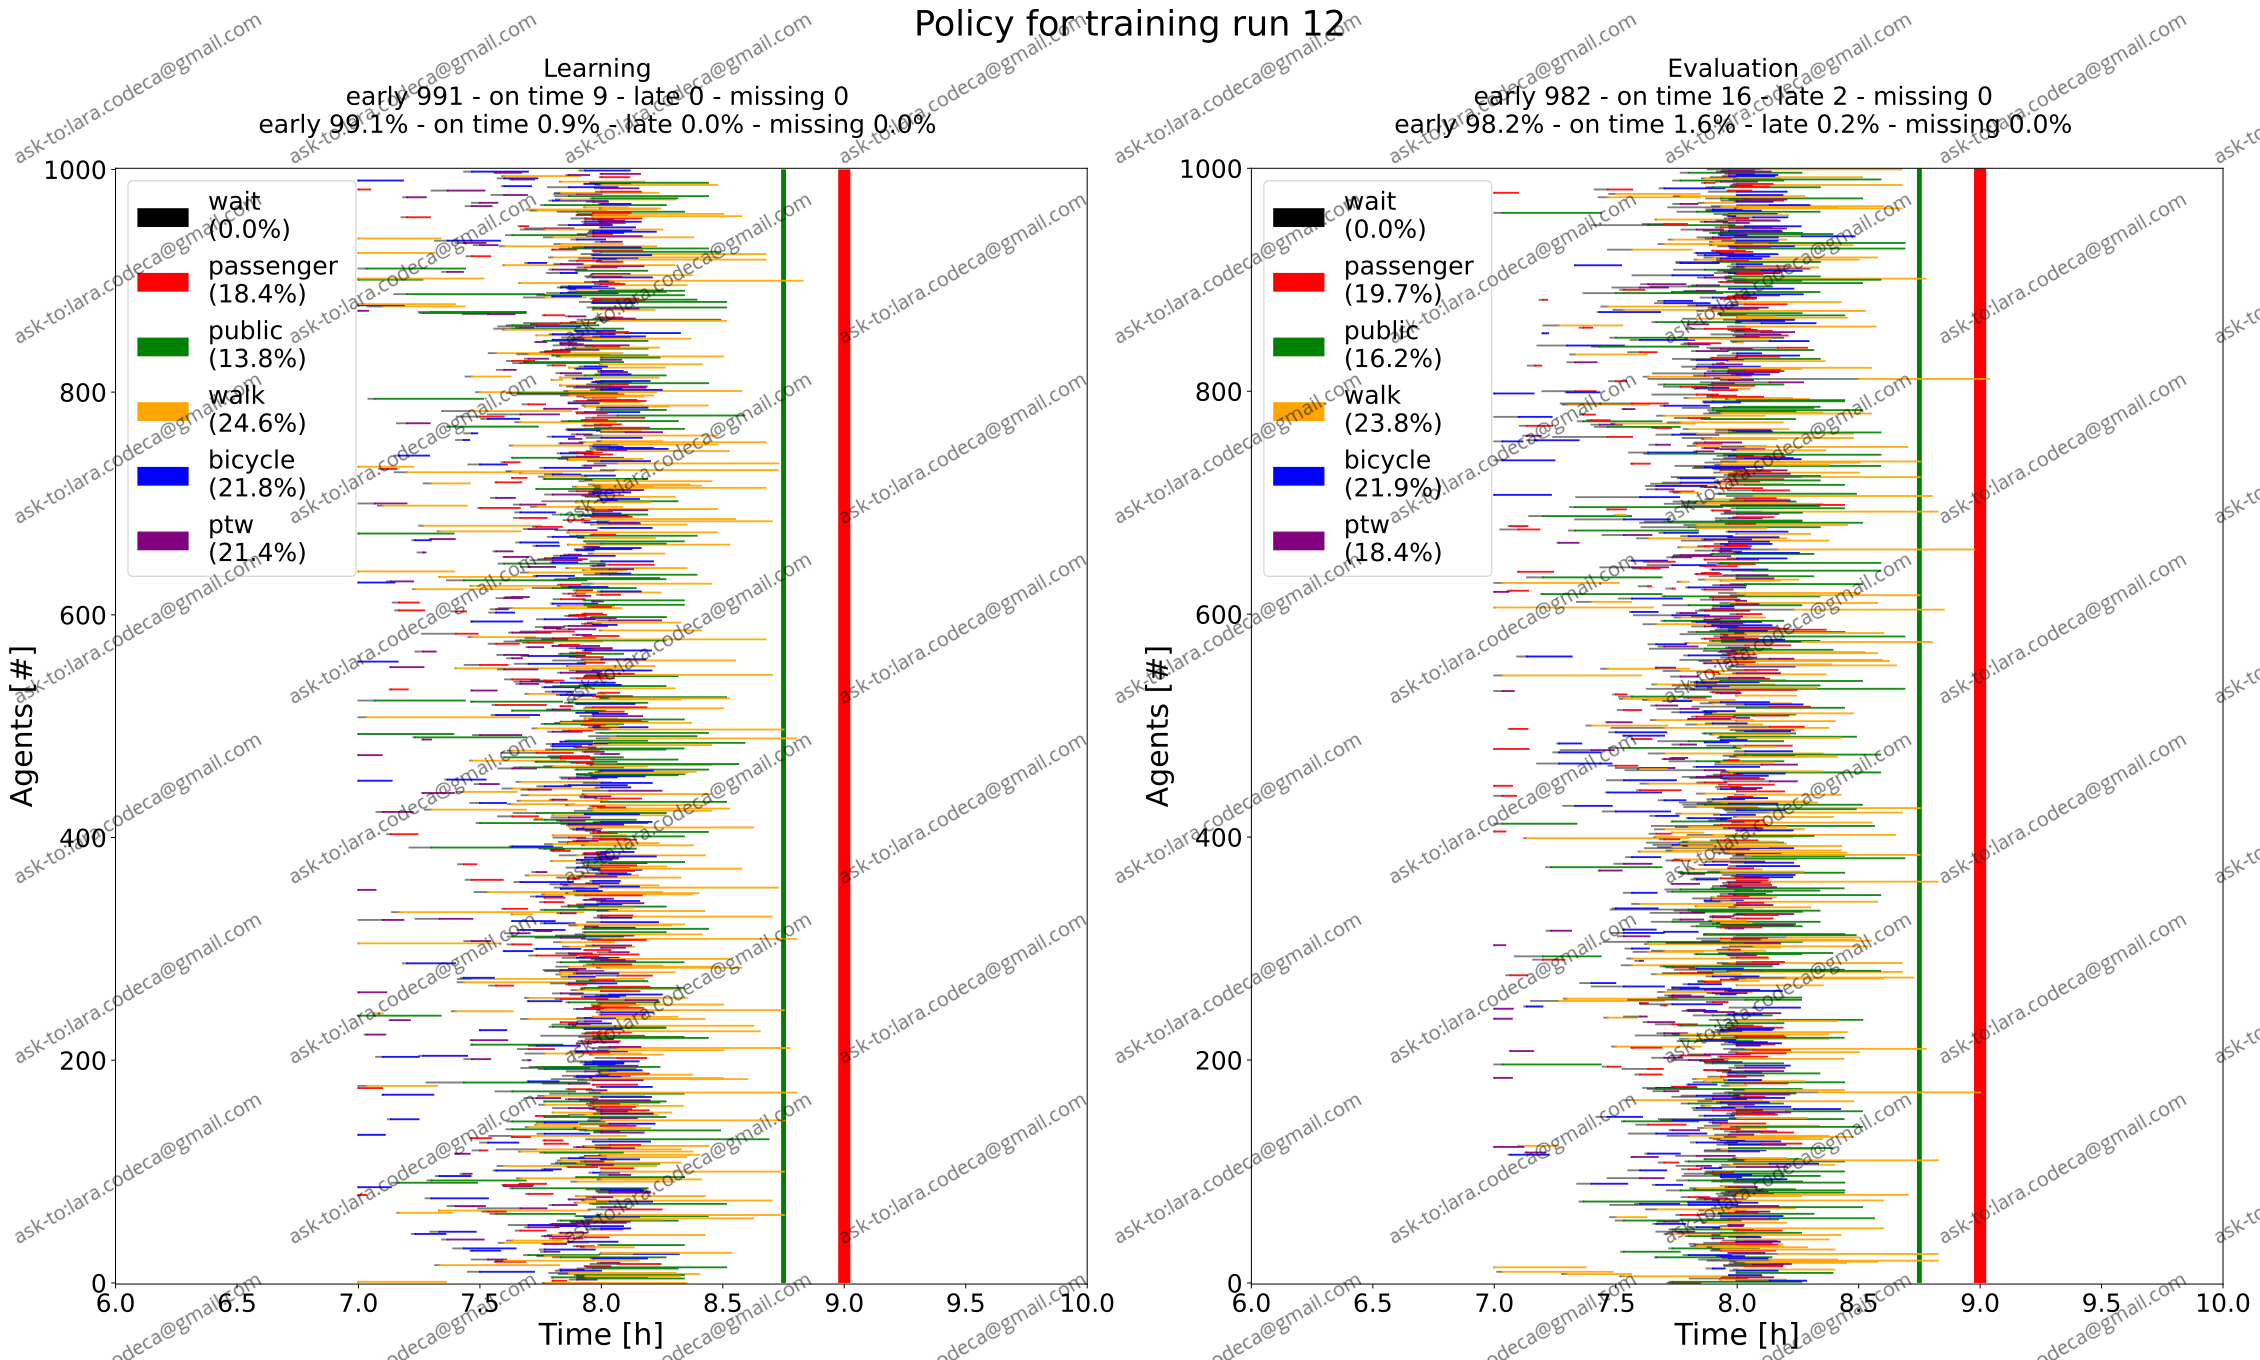 Policy for training run 12
Learning
early 991 - on time 9 - late 0 - missing 0
early 99.1% - on time 0.9% - late 0.0% - missing 0.0%
1000
800
600
400
200
0
Agents [#]
wait
(0.0%)
passenger
(18.4%)
public
(13.8%)
walk
(24.6%)
bicycle
(21.8%)
ptw
(21.4%)
6.0 6.5 7.0 7.5 8.0 8.5 9.0 9.5 10.0
Time [h]
Evaluation
early 982 - on time 16 - late 2 - missing 0
early 98.2% - on time 1.6% - late 0.2% - missing 0.0%
1000
800
600
400
200
0
Agents [#]
wait
(0.0%)
passenger
(19.7%)
public
(16.2%)
walk
(23.8%)
bicycle
(21.9%)
ptw
(18.4%)
6.0 6.5 7.0 7.5 8.0 8.5 9.0 9.5 10.0
Time [h]
ask-to:lara.codeca@gmail.com